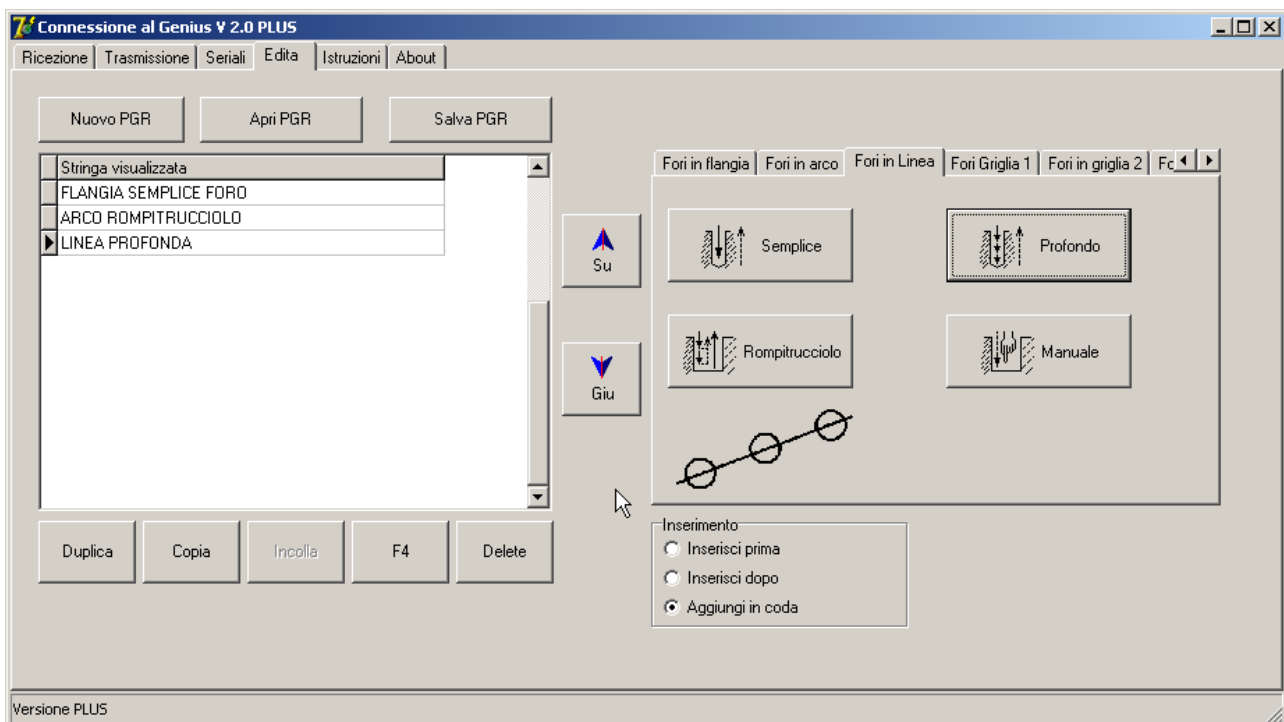 Connessione al Genius V 2.0 PLUS
Ricezione Trasmissione Seriali Edita Istruzioni About
Nuovo PGR Apri PGR Salva PGR
Stringa visualizzata
FLANGIA SEMPLICE FORO
ARCO ROMPITRUCCIOLO
LINEA PROFONDA
Su
Giu
Fori in flangia Fori in arco Fori in Linea Fori Griglia 1 Fori in griglia 2
Semplice Profondo
Rompitrucciolo Manuale
Duplica Copia Incolla F4 Delete
Inserimento
Inserisci prima
Inserisci dopo
Aggiungi in coda
Versione PLUS